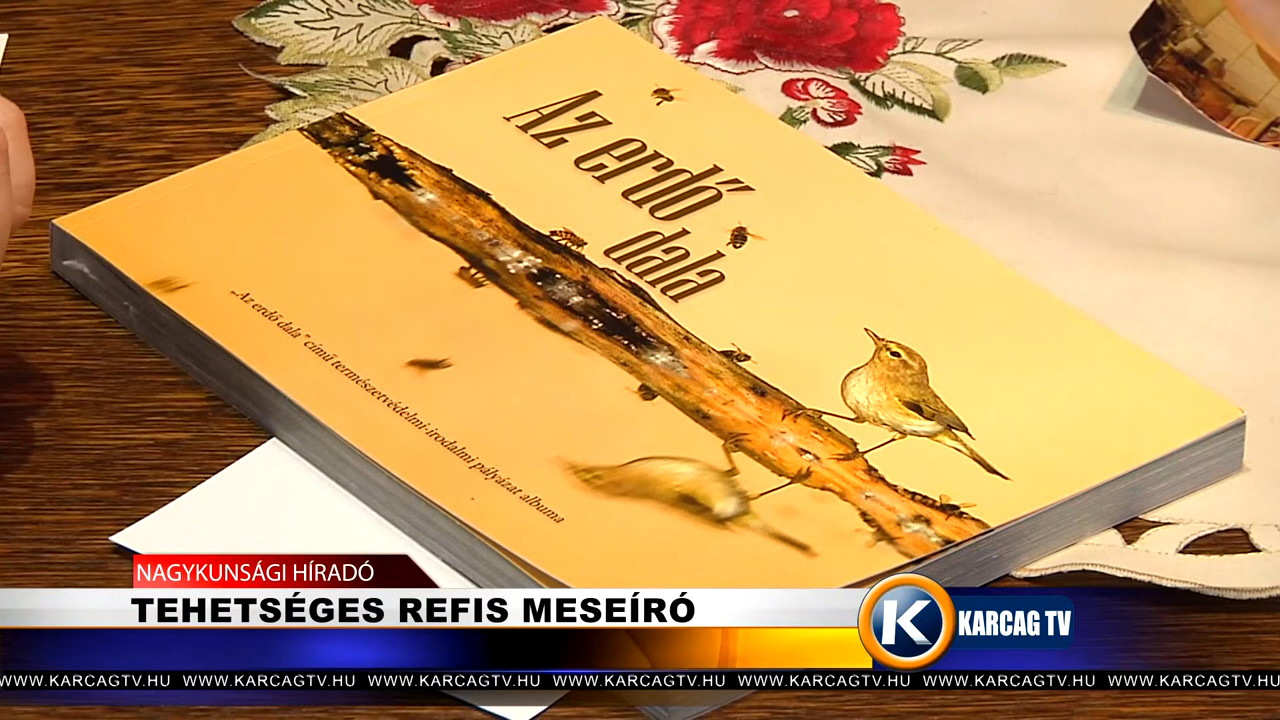 Az erdő
dala
„Az erdő dala” című természetvédelmi-irodalmi pályázat albuma
NAGYKUNSÁGI HÍRADÓ
TEHETSÉGES REFIS MESEÍRÓ
K KARCAG TV
WWW.KARCAGTV.HU WWW.KARCAGTV.HU WWW.KARCAGTV.HU WWW.KARCAGTV.HU WWW.KARCAGTV.HU WWW.KARCAGTV.HU WWW.KARCAGTV.HU